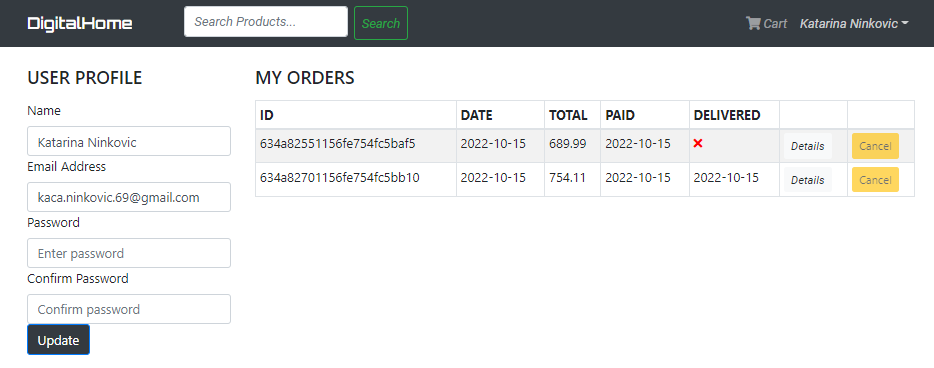 DigitalHome Search Products... Search Cart Katarina Ninkovic
USER PROFILE
Name
Katarina Ninkovic
Email Address
kaca.ninkovic.69@gmail.com
Password
Enter password
Confirm Password
Confirm password
Update
MY ORDERS
ID DATE TOTAL PAID DELIVERED
634a82551156fe754fc5baf5 2022-10-15 689.99 2022-10-15 Details Cancel
634a82701156fe754fc5bb10 2022-10-15 754.11 2022-10-15 2022-10-15 Details Cancel